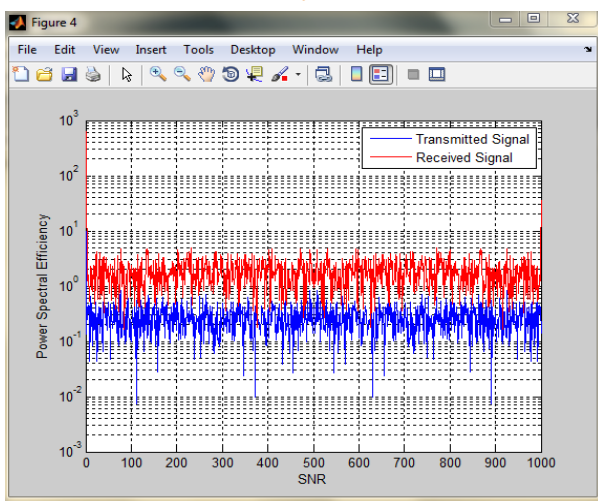 Figure 4
File Edit View Insert Tools Desktop Window Help
10^3
10^2
10^1
10^0
10^-1
10^-2
10^-3
Power Spectral Efficiency
Transmitted Signal
Received Signal
0 100 200 300 400 500 600 700 800 900 1000
SNR